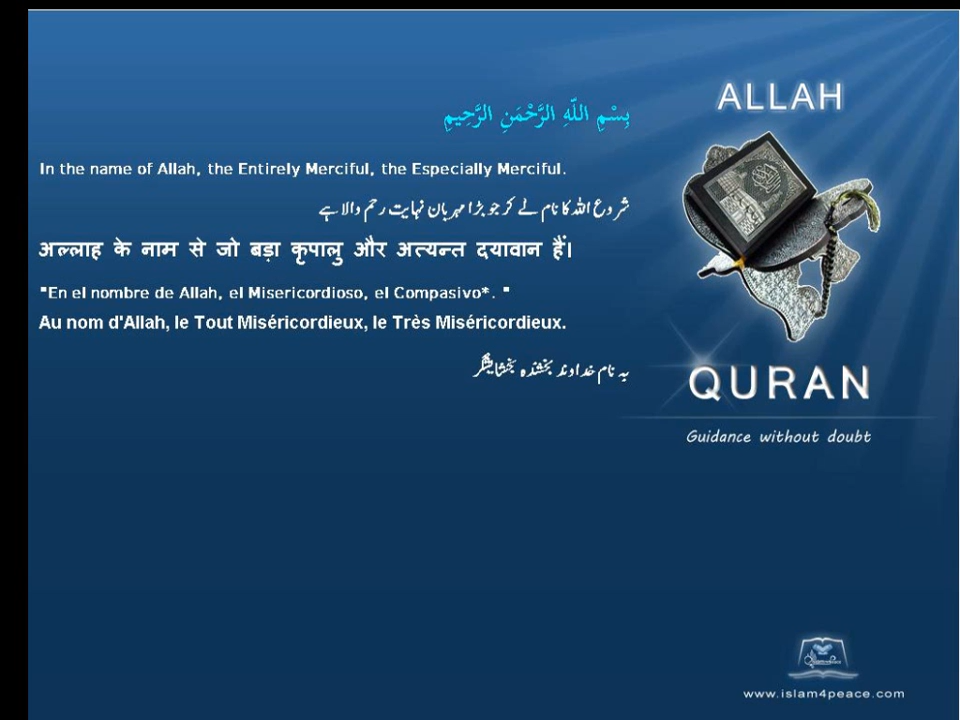 ALLAH
بِسْمِ اللَّهِ الرَّحْمَنِ الرَّحِيمِ
In the name of Allah, the Entirely Merciful, the Especially Merciful.
شروع اللہ کا نام لے کر جو بڑا مہربان نہایت رحم والا ہے
अल्लाह के नाम से जो बड़ा कृपालु और अत्यन्त दयावान हैं।
"En el nombre de Allah, el Misericordioso, el Compasivo*. "
Au nom d'Allah, le Tout Miséricordieux, le Très Miséricordieux.
به نام خداوند بخشنده بخشایشگر
QURAN
Guidance without doubt
www.islam4peace.com